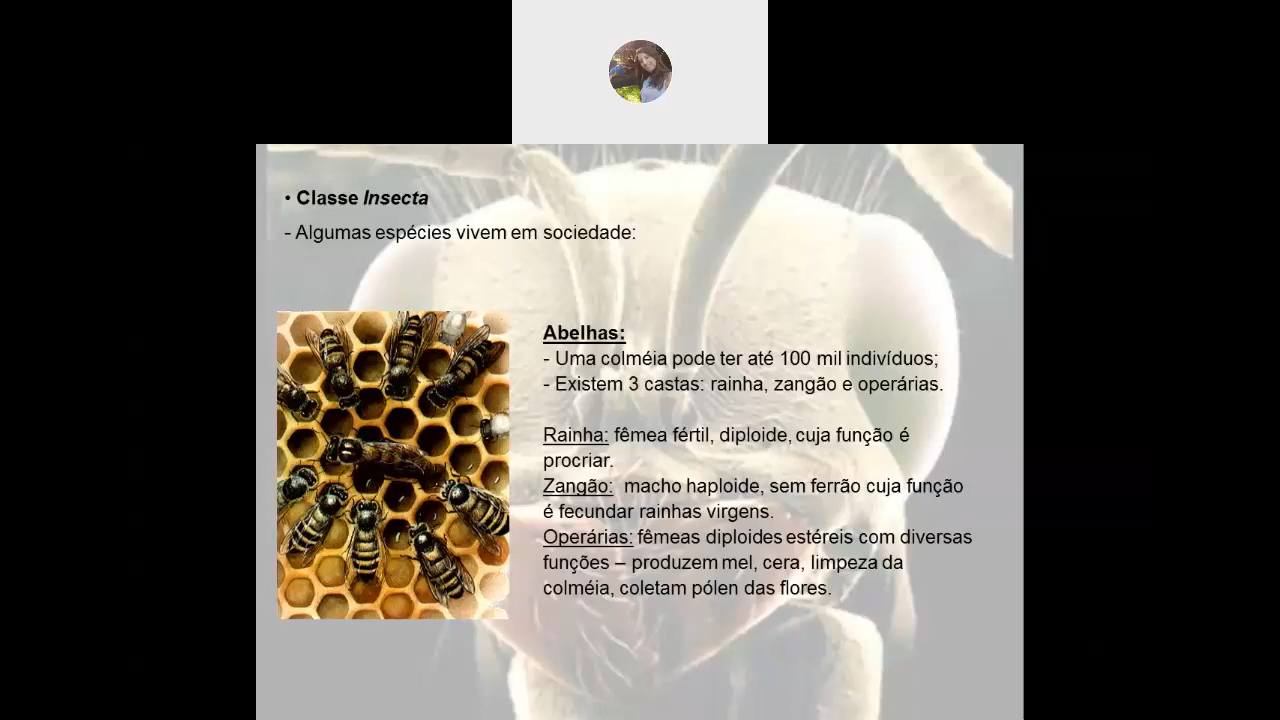 • Classe Insecta
- Algumas espécies vivem em sociedade:
Abelhas:
- Uma colméia pode ter até 100 mil indivíduos;
- Existem 3 castas: rainha, zangão e operárias.
Rainha: fêmea fértil, diploide, cuja função é
procriar.
Zangão: macho haploide, sem ferrão cuja função
é fecundar rainhas virgens.
Operárias: fêmeas diploides estéreis com diversas
funções – produzem mel, cera, limpeza da
colméia, coletam pólen das flores.